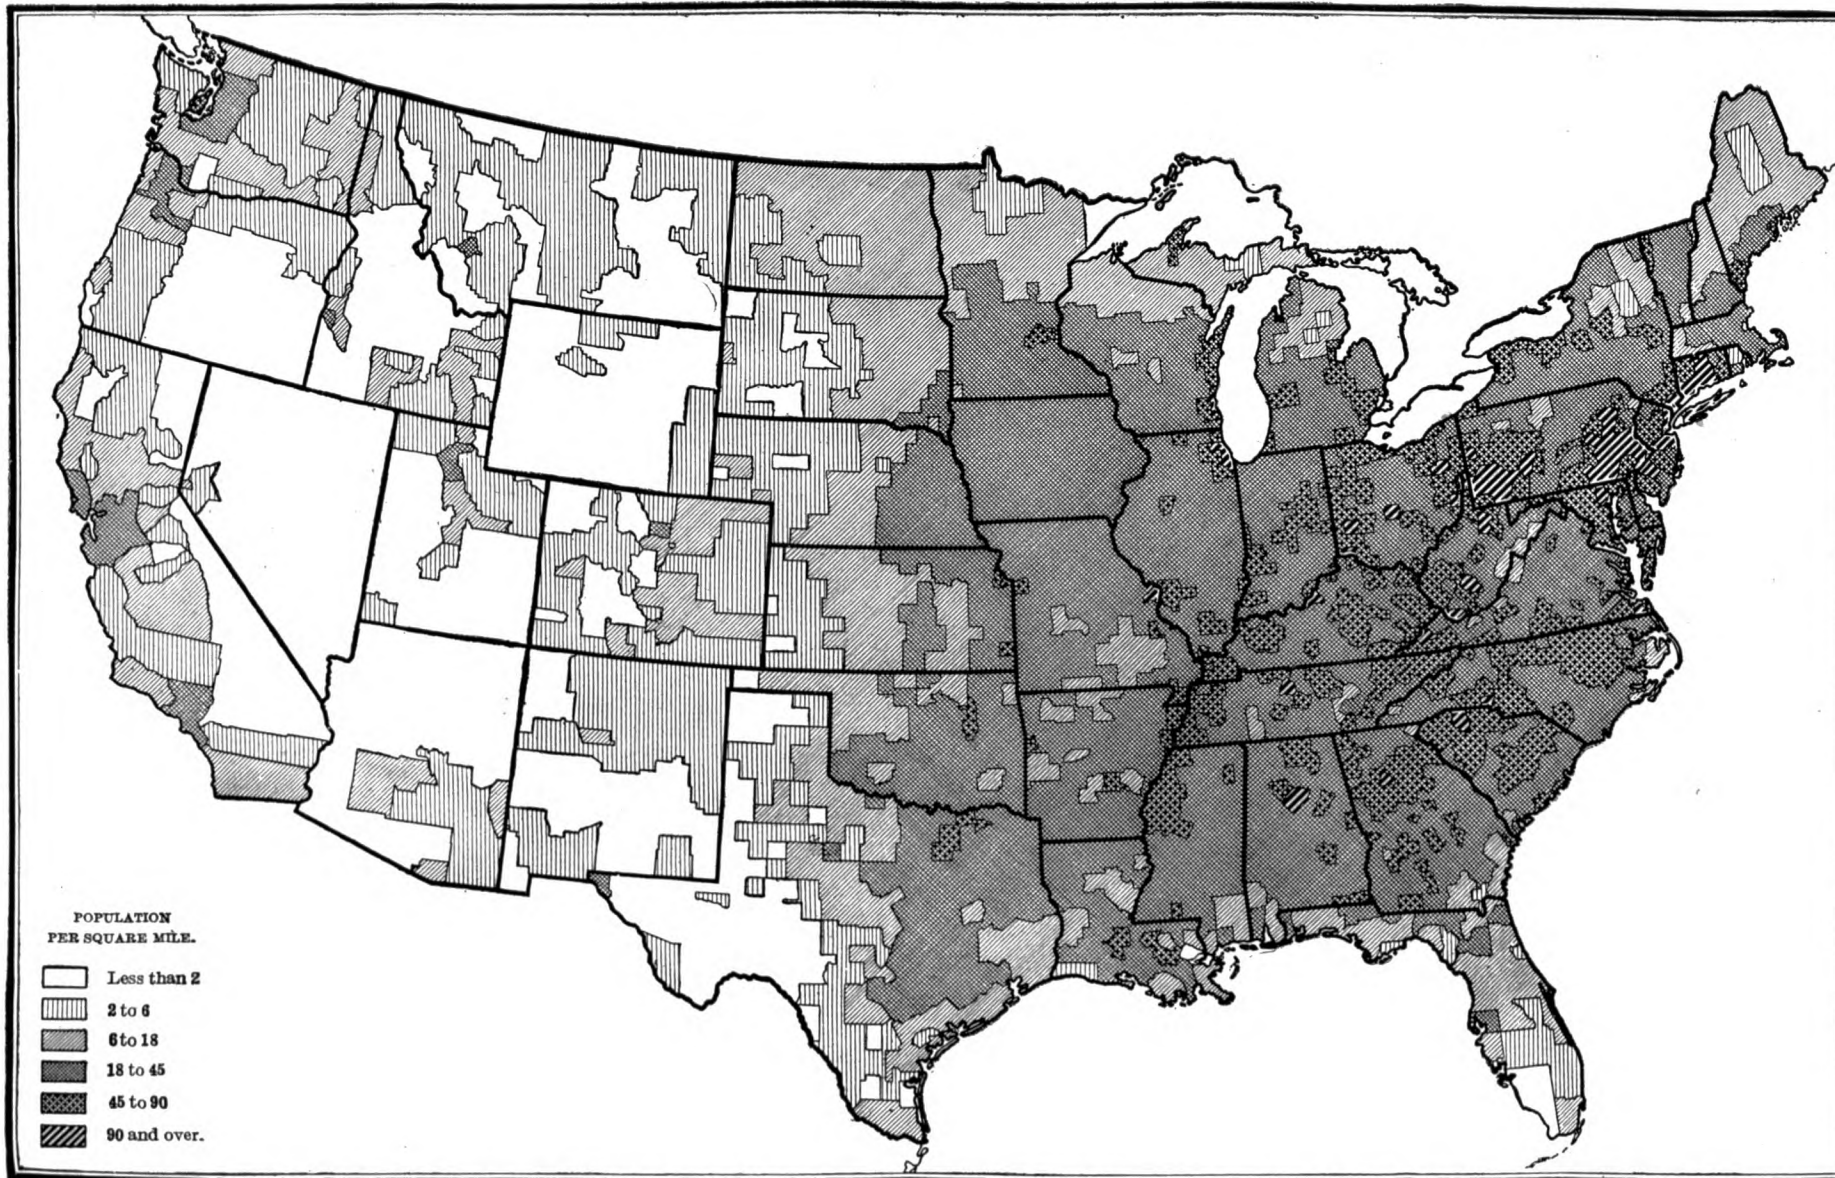 POPULATION
PER SQUARE MILE.
Less than 2
2 to 6
6 to 18
18 to 45
45 to 90
90 and over.